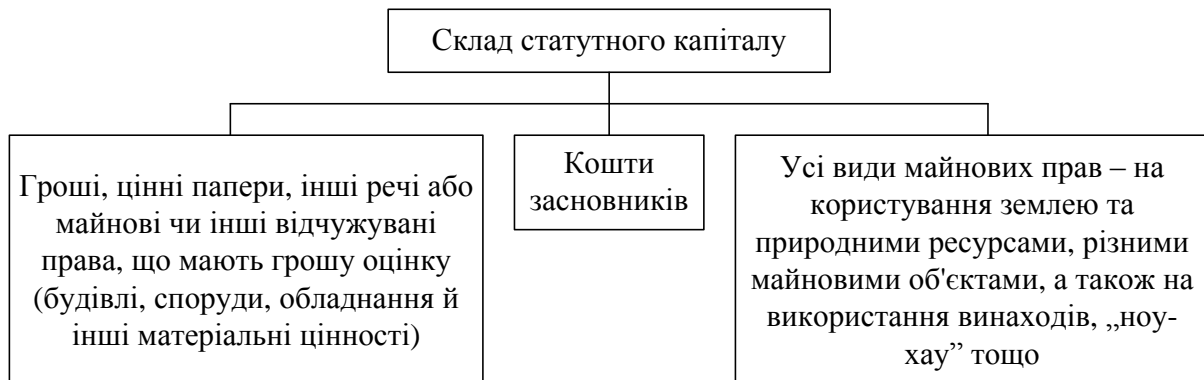 Склад статутного капіталу
Гроші, цінні папери, інші речі або
майнові чи інші відчужувані
права, що мають грошу оцінку
(будівлі, споруди, обладнання й
інші матеріальні цінності)
Кошти
засновників
Усі види майнових прав – на
користування землею та
природними ресурсами, різними
майновими об'єктами, а також на
використання винаходів, „ноу-
хау” тощо